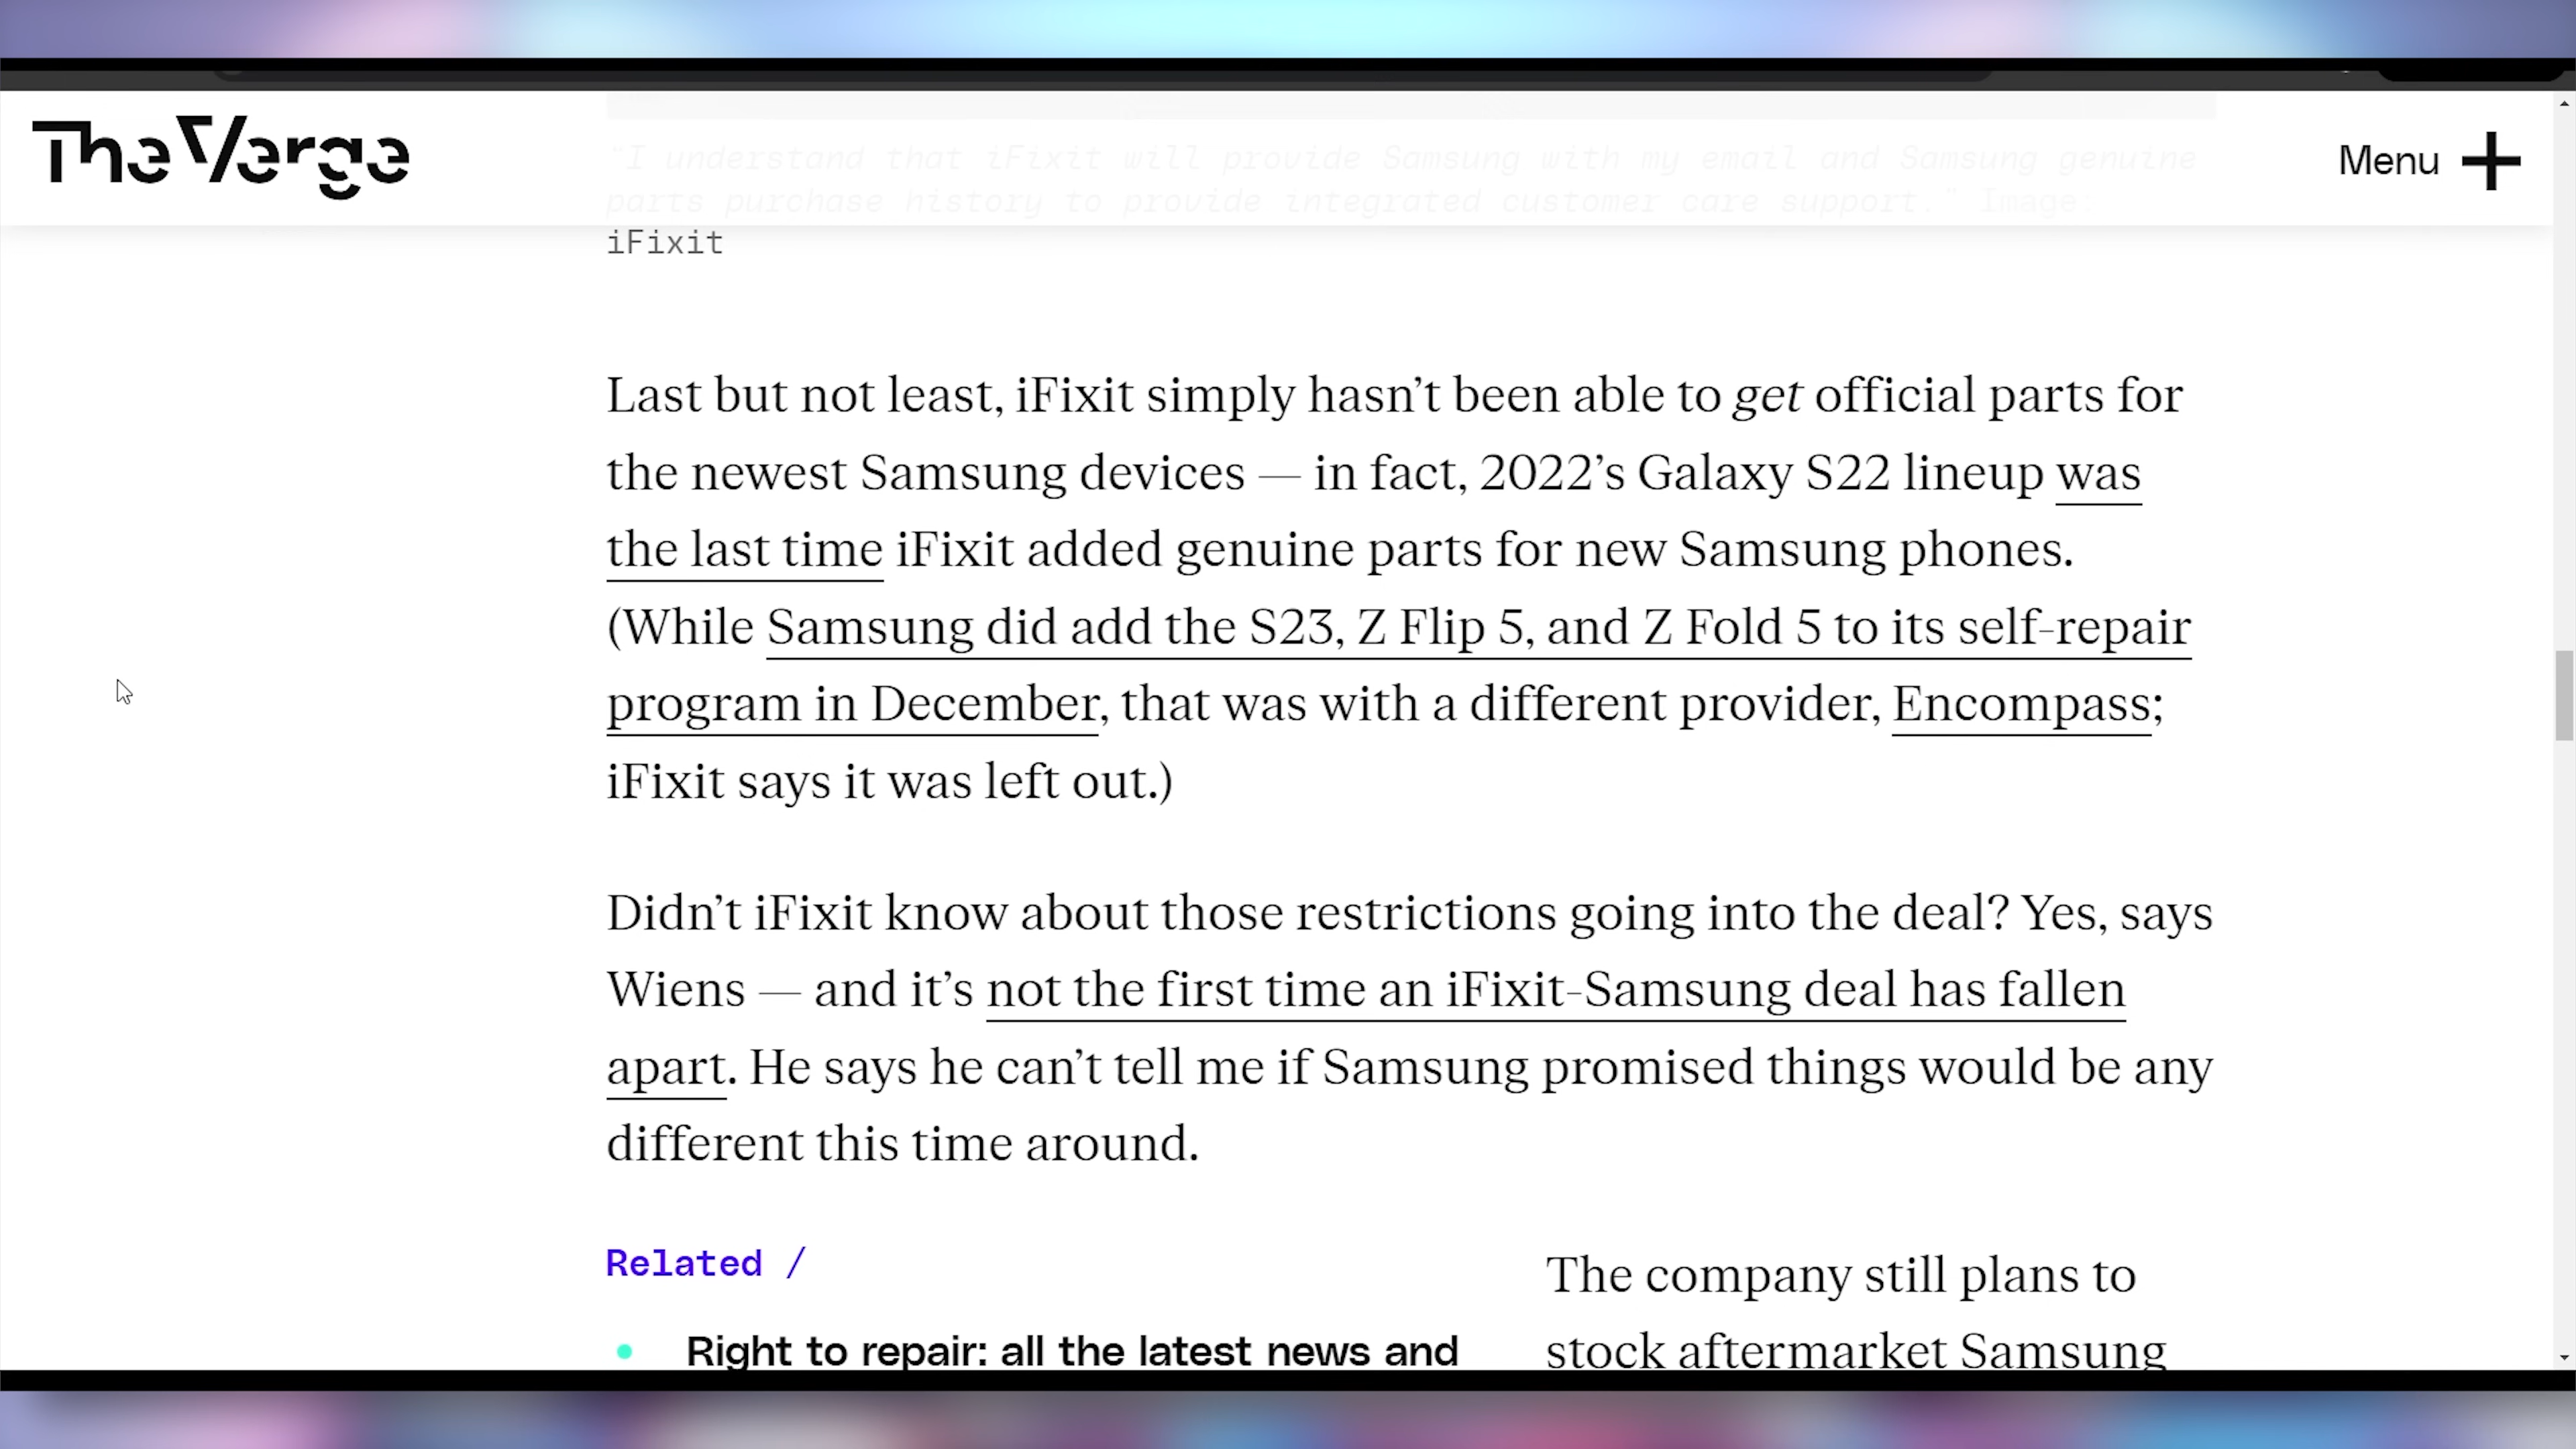 The Verge
Menu
"I understand that iFixit will provide Samsung with my email and Samsung genuine
parts purchase history to provide integrated customer care support." Image:
iFixit
Last but not least, iFixit simply hasn’t been able to get official parts for
the newest Samsung devices — in fact, 2022’s Galaxy S22 lineup was
the last time iFixit added genuine parts for new Samsung phones.
(While Samsung did add the S23, Z Flip 5, and Z Fold 5 to its self-repair
program in December, that was with a different provider, Encompass;
iFixit says it was left out.)
Didn’t iFixit know about those restrictions going into the deal? Yes, says
Wiens — and it’s not the first time an iFixit-Samsung deal has fallen
apart. He says he can’t tell me if Samsung promised things would be any
different this time around.
Related /
Right to repair: all the latest news and
The company still plans to
stock aftermarket Samsung